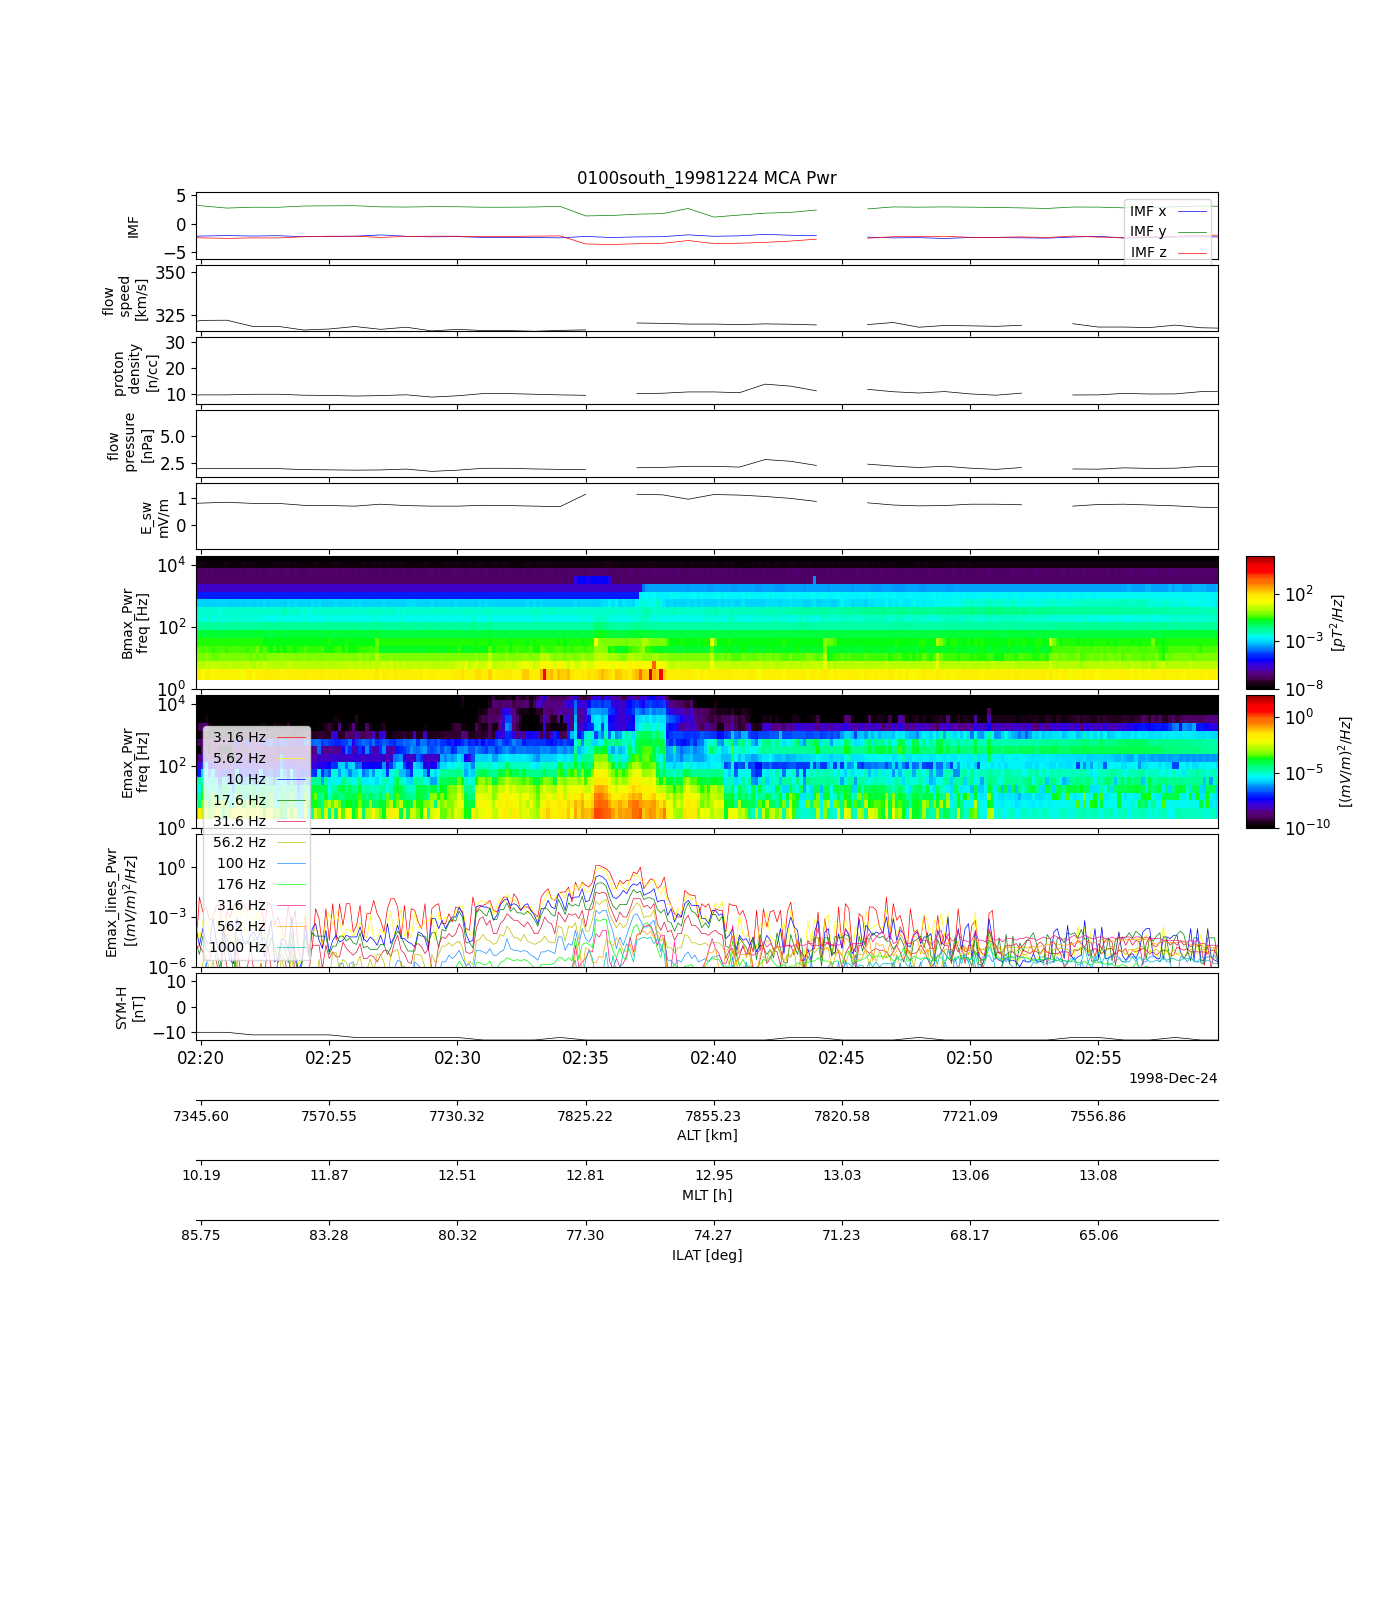 0100south_19981224 MCA Pwr
5
0
−5
IMF
IMF x
IMF y
IMF z
350
325
flow
speed
[km/s]
30
20
10
proton
density
[n/cc]
5.0
2.5
flow
pressure
[nPa]
1
0
E_sw
mV/m
10^4
10^2
10^0
Bmax_Pwr
freq [Hz]
10^2
10^−3
10^−8
[pT^2/Hz]
10^4
10^2
10^0
Emax_Pwr
freq [Hz]
10^0
10^−5
10^−10
[(mV/m)^2/Hz]
3.16 Hz
5.62 Hz
10 Hz
17.6 Hz
31.6 Hz
56.2 Hz
100 Hz
176 Hz
316 Hz
562 Hz
1000 Hz
10^0
10^−3
10^−6
Emax_lines_Pwr
[(mV/m)^2/Hz]
10
0
−10
SYM-H
[nT]
02:20 02:25 02:30 02:35 02:40 02:45 02:50 02:55
1998-Dec-24
7345.60 7570.55 7730.32 7825.22 7855.23 7820.58 7721.09 7556.86
ALT [km]
10.19 11.87 12.51 12.81 12.95 13.03 13.06 13.08
MLT [h]
85.75 83.28 80.32 77.30 74.27 71.23 68.17 65.06
ILAT [deg]